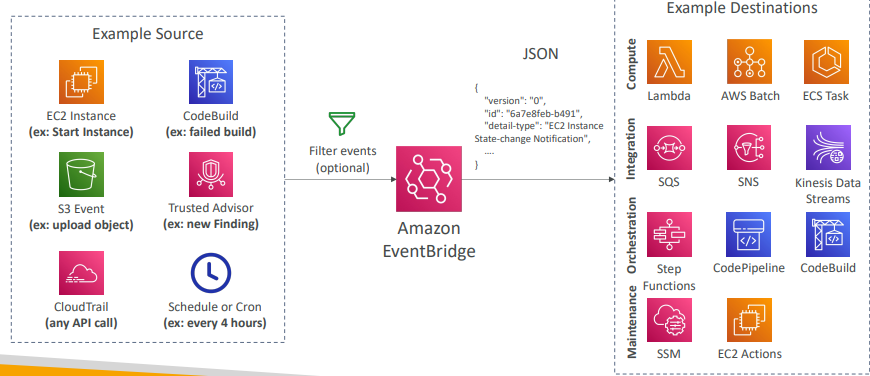 Example Source
EC2 Instance
(ex: Start Instance)
CodeBuild
(ex: failed build)
S3 Event
(ex: upload object)
Trusted Advisor
(ex: new Finding)
CloudTrail
(any API call)
Schedule or Cron
(ex: every 4 hours)
Filter events
(optional)
Amazon
EventBridge
JSON
{
"version": "0",
"id": "6a7e8feb-b491",
"detail-type": "EC2 Instance
State-change Notification",
....
}
Example Destinations
Compute
Lambda
AWS Batch
ECS Task
Integration
SQS
SNS
Kinesis Data
Streams
Orchestration
Step
Functions
CodePipeline
CodeBuild
Maintenance
SSM
EC2 Actions